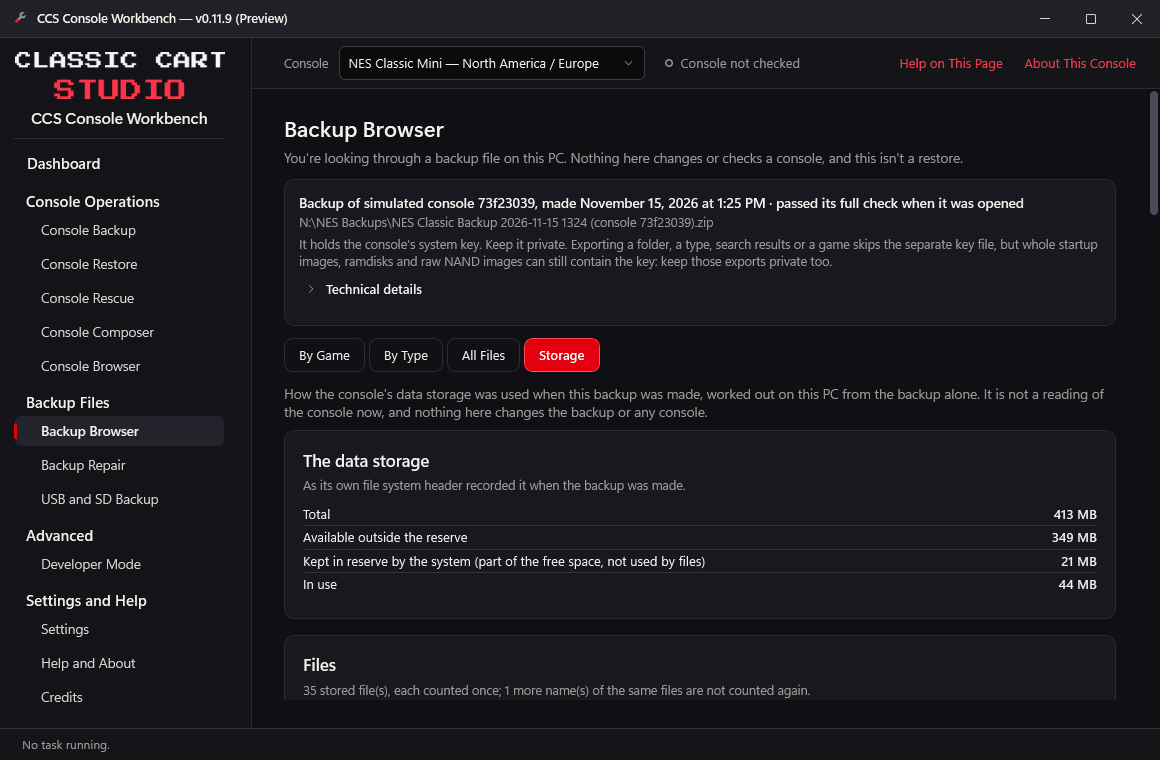 CCS Console Workbench — v0.11.9 (Preview)
CLASSIC CART
STUDIO
CCS Console Workbench
Dashboard
Console Operations
Console Backup
Console Restore
Console Rescue
Console Composer
Console Browser
Backup Files
Backup Browser
Backup Repair
USB and SD Backup
Advanced
Developer Mode
Settings and Help
Settings
Help and About
Credits
Console
NES Classic Mini — North America / Europe
Console not checked
Help on This Page
About This Console
Backup Browser
You're looking through a backup file on this PC. Nothing here changes or checks a console, and this isn't a restore.
Backup of simulated console 73f23039, made November 15, 2026 at 1:25 PM · passed its full check when it was opened
N:\NES Backups\NES Classic Backup 2026-11-15 1324 (console 73f23039).zip
It holds the console's system key. Keep it private. Exporting a folder, a type, search results or a game skips the separate key file, but whole startup
images, ramdisks and raw NAND images can still contain the key: keep those exports private too.
Technical details
By Game
By Type
All Files
Storage
How the console's data storage was used when this backup was made, worked out on this PC from the backup alone. It is not a reading of
the console now, and nothing here changes the backup or any console.
The data storage
As its own file system header recorded it when the backup was made.
Total 413 MB
Available outside the reserve 349 MB
Kept in reserve by the system (part of the free space, not used by files) 21 MB
In use 44 MB
Files
35 stored file(s), each counted once; 1 more name(s) of the same files are not counted again.
No task running.